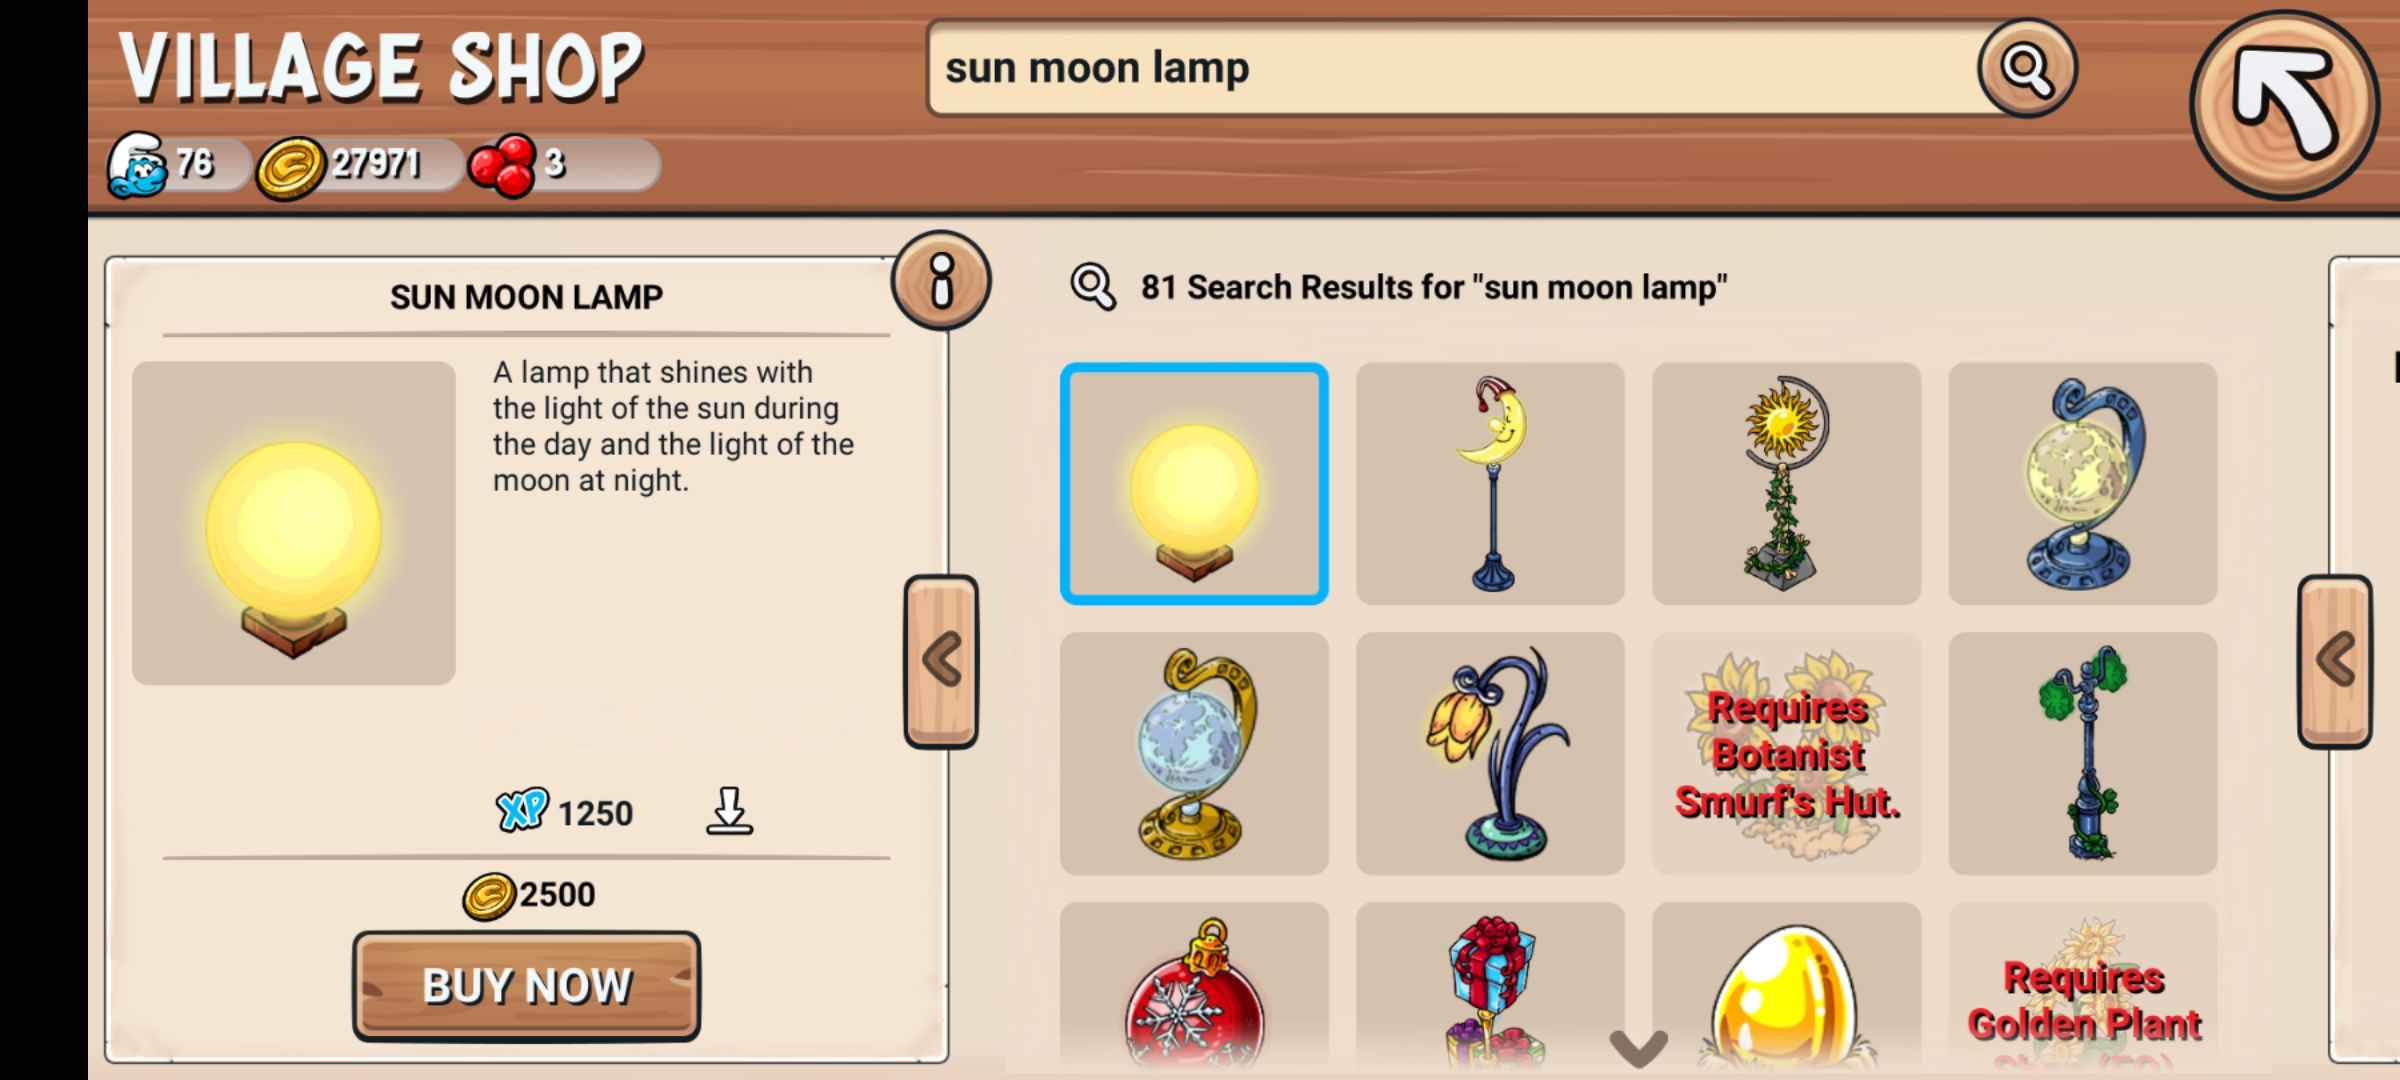 VILLAGE SHOP
sun moon lamp
76
27971
3
SUN MOON LAMP
A lamp that shines with
the light of the sun during
the day and the light of the
moon at night.
XP 1250
2500
BUY NOW
81 Search Results for "sun moon lamp"
Requires
Botanist
Smurf's Hut.
Requires
Golden Plant